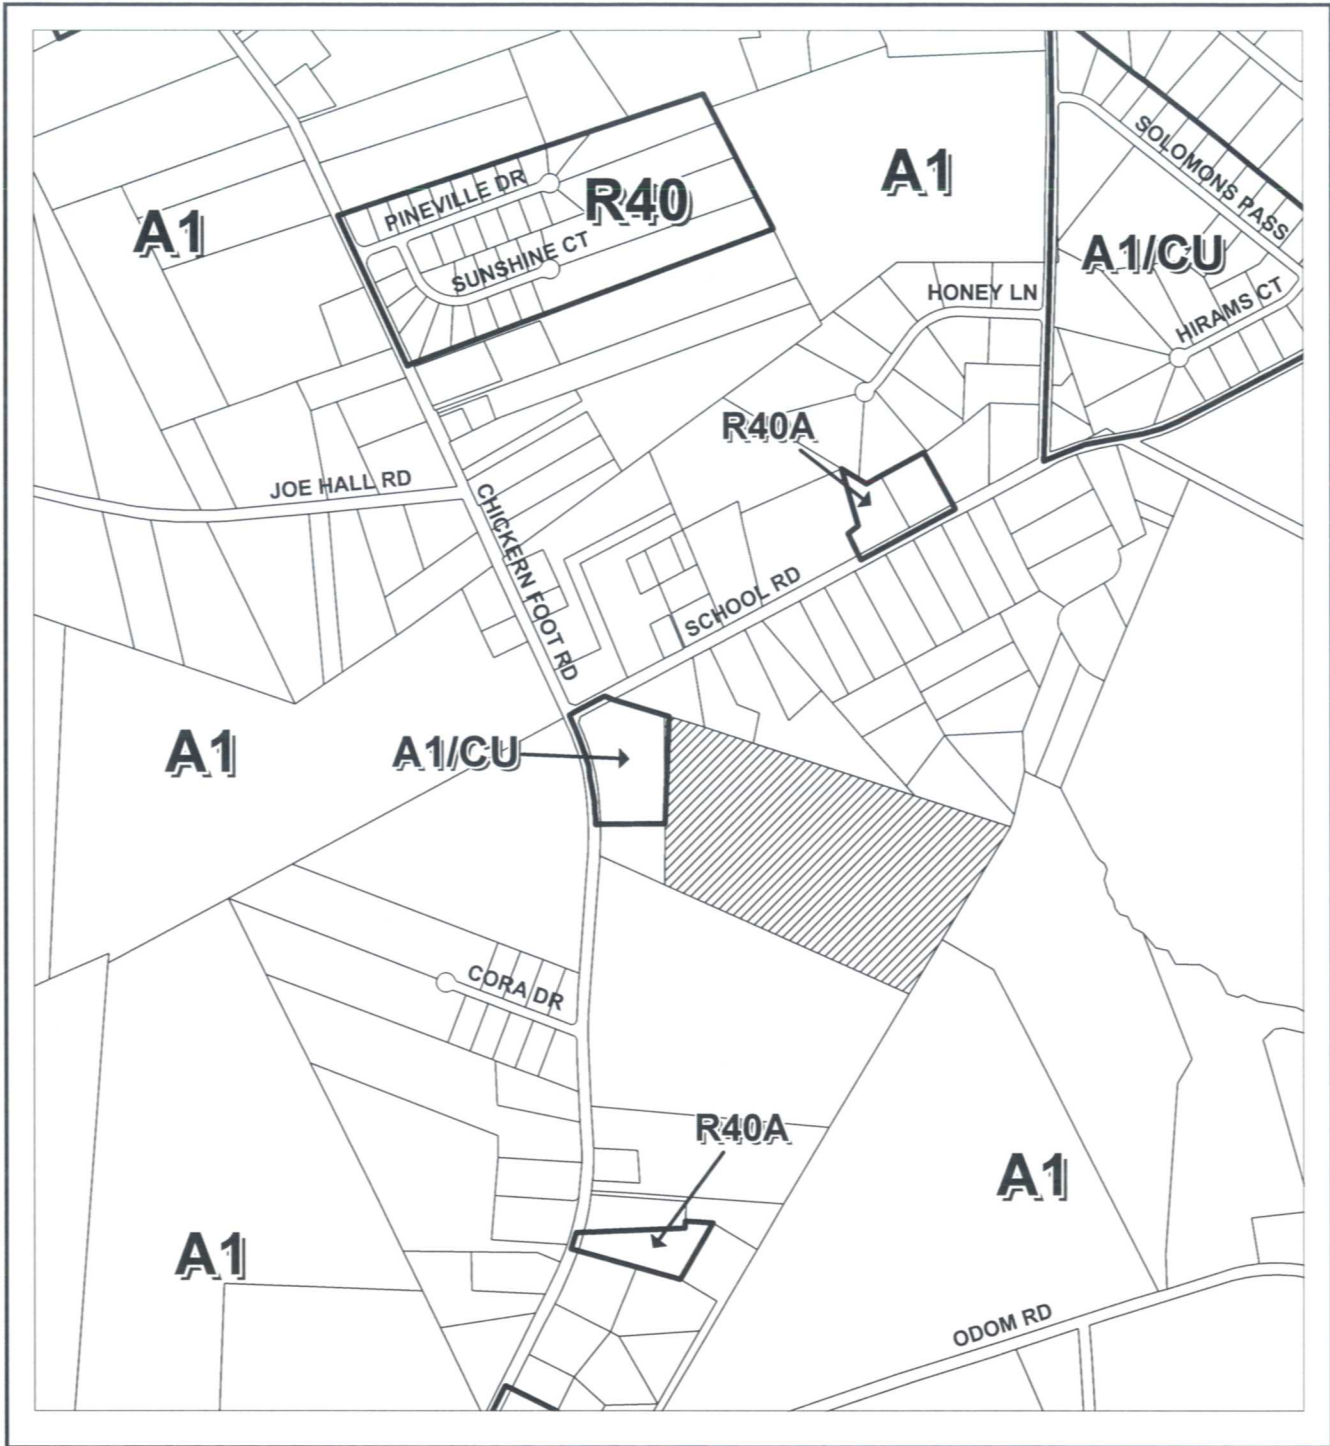 SOLOMONS PASS
A1
R40
PINEVILLE DR
A1
A1/CU
SUNSHINE CT
HONEY LN
HIRAMS CT
R40A
JOE HALL RD
CHICKERN FOOT RD
SCHOOL RD
A1
A1/CU
CORA DR
R40A
A1
A1
ODOM RD